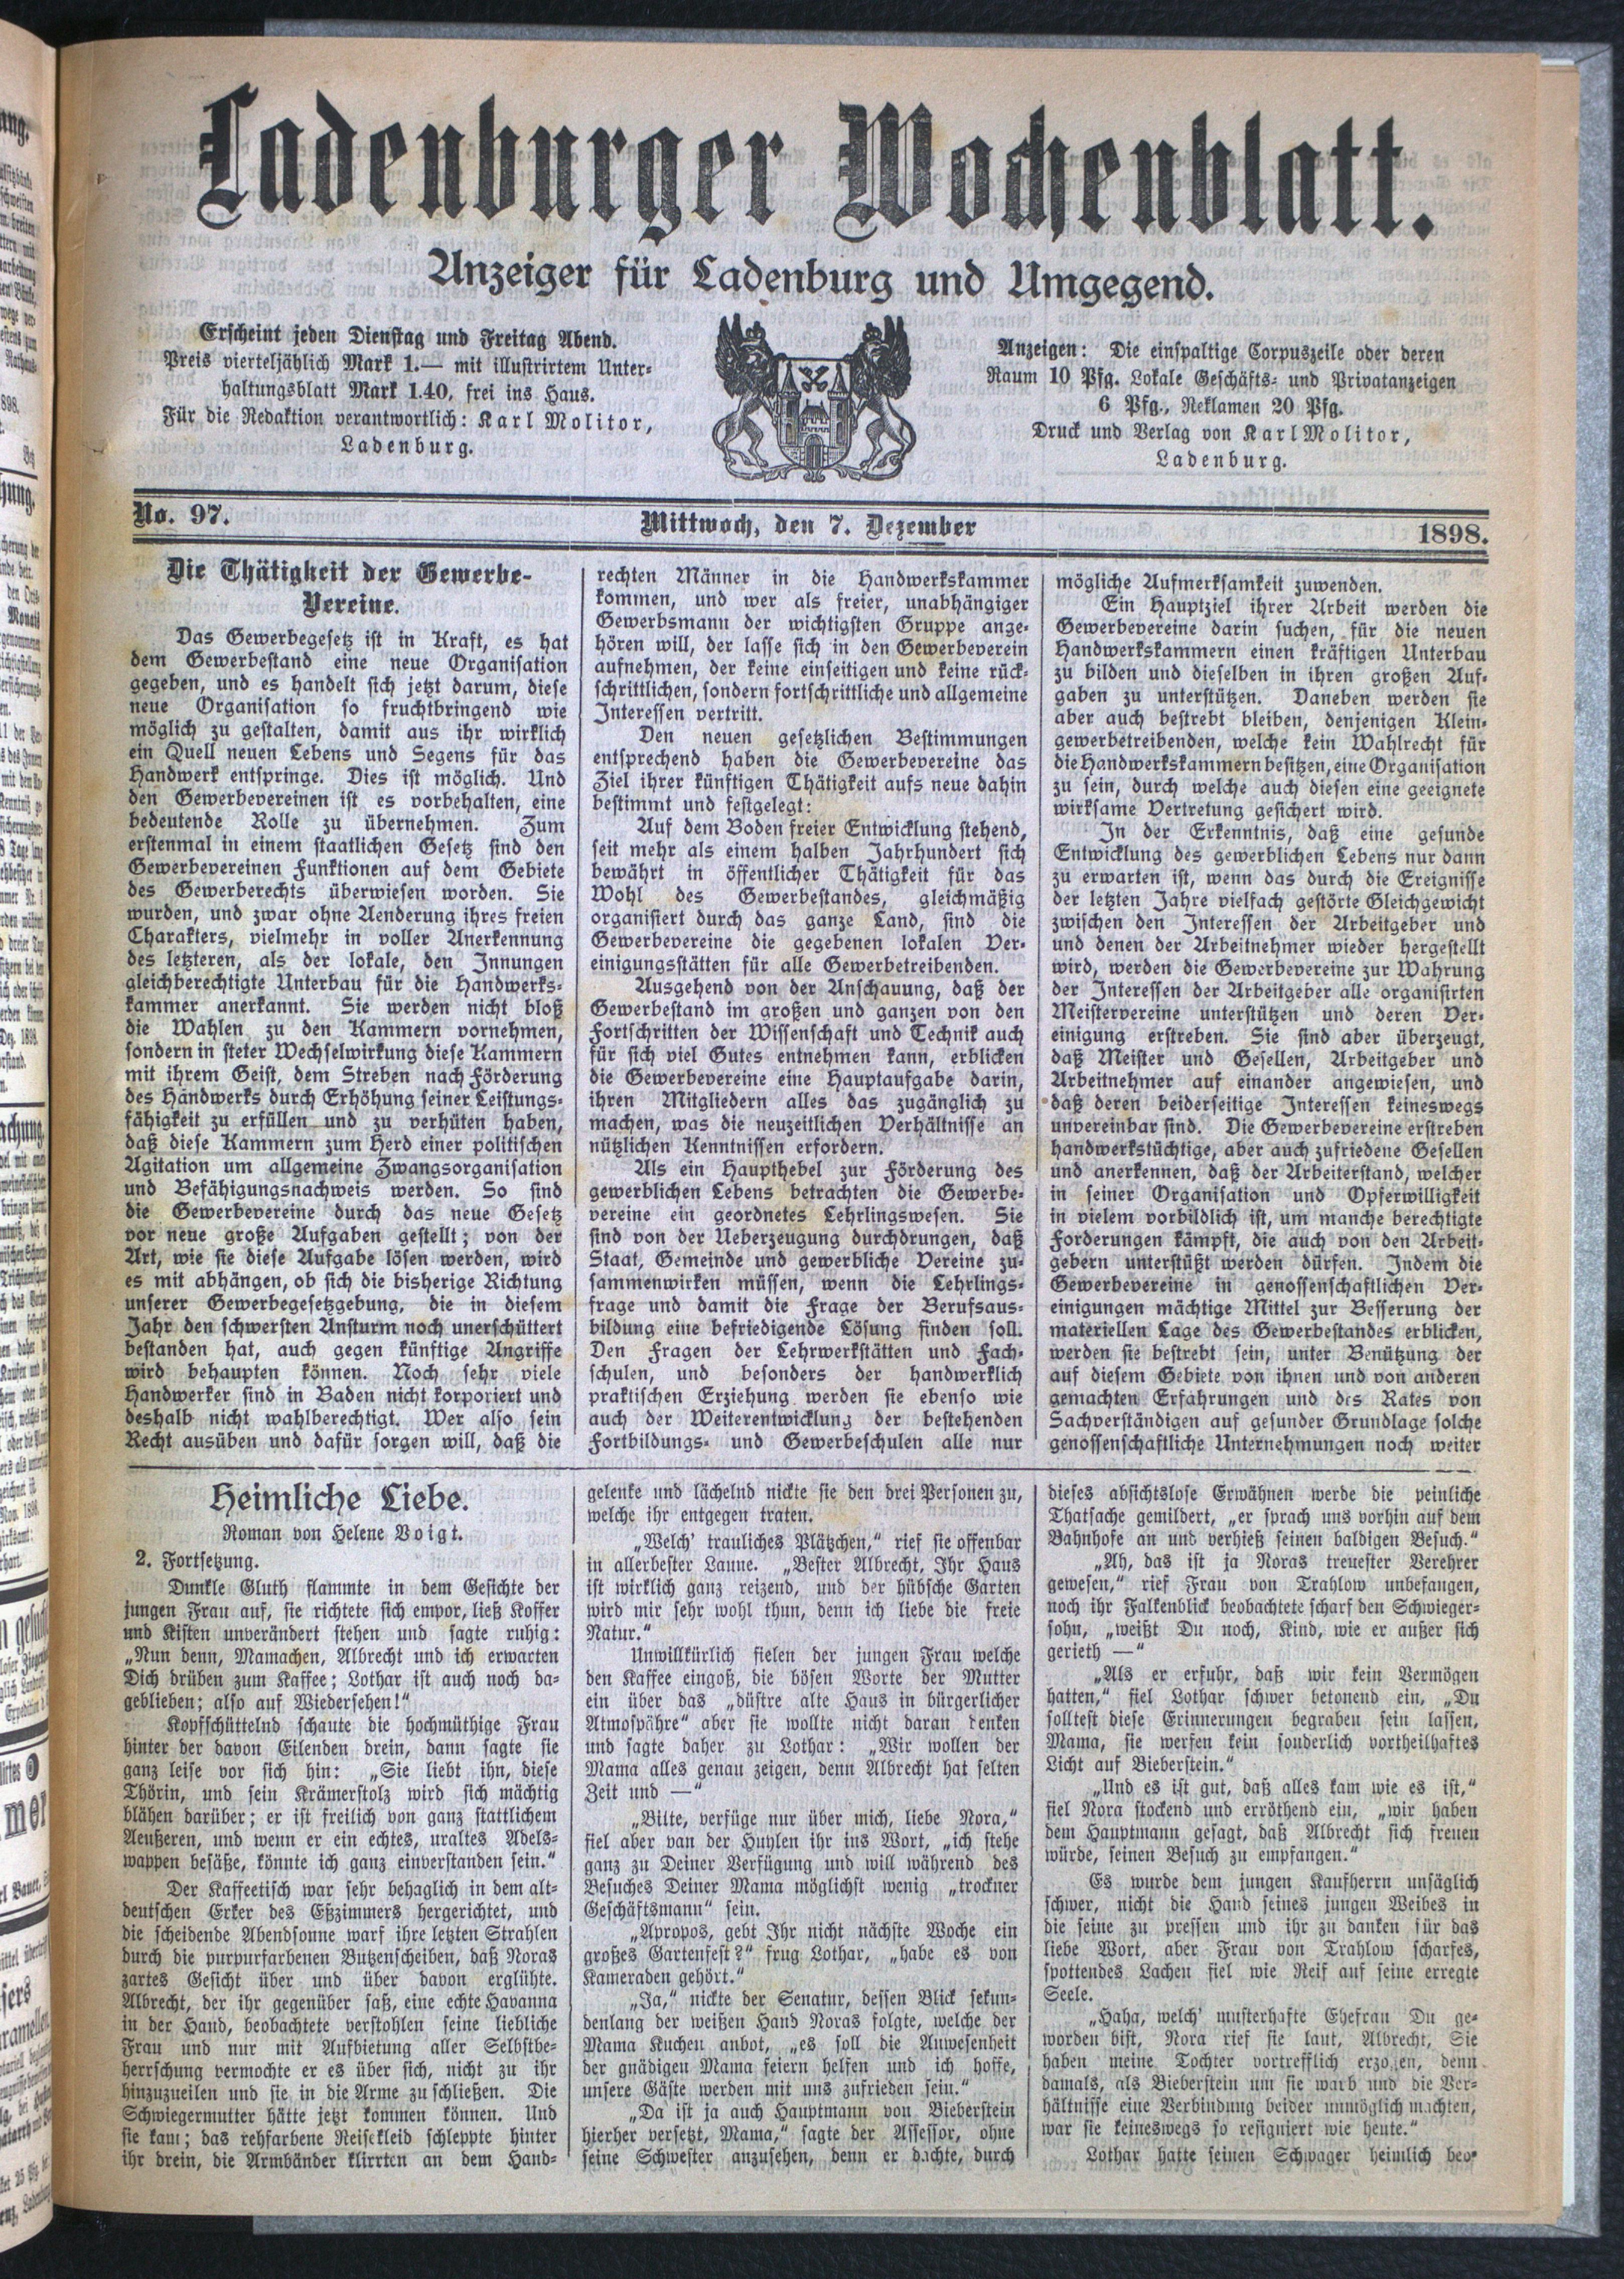 Ladenburger Wochenblatt.
Anzeiger für Ladenburg und Umgegend.
Erscheint jeden Dienstag und Freitag Abend.
Preis vierteljählich Mark 1.— mit illustrirtem Unter-
haltungsblatt Mark 1.40, frei ins Haus.
Für die Redaktion verantwortlich: Karl Molitor,
Ladenburg.
Anzeigen: Die einspaltige Corpuszeile oder deren
Raum 10 Pfg. Lokale Geschäfts- und Privatanzeigen
6 Pfg., Reklamen 20 Pfg.
Druck und Verlag von Karl Molitor,
Ladenburg.
No. 97.
Mittwoch, den 7. Dezember
1898.
Die Thätigkeit der Gewerbe-
Vereine.
Das Gewerbegesetz ist in Kraft, es hat
dem Gewerbestand eine neue Organisation
gegeben, und es handelt sich jetzt darum, diese
neue Organisation so fruchtbringend wie
möglich zu gestalten, damit aus ihr wirklich
ein Quell neuen Lebens und Segens für das
Handwerk entspringe. Dies ist möglich. Und
den Gewerbevereinen ist es vorbehalten, eine
bedeutende Rolle zu übernehmen. Zum
erstenmal in einem staatlichen Gesetz sind den
Gewerbevereinen Funktionen auf dem Gebiete
des Gewerberechts überwiesen worden. Sie
wurden, und zwar ohne Aenderung ihres freien
Charakters, vielmehr in voller Anerkennung
des letzteren, als der lokale, den Innungen
gleichberechtigte Unterbau für die Handwerks-
kammer anerkannt. Sie werden nicht bloß
die Wahlen zu den Kammern vornehmen,
sondern in steter Wechselwirkung diese Kammern
mit ihrem Geist, dem Streben nach Förderung
des Handwerks durch Erhöhung seiner Leistungs-
fähigkeit zu erfüllen und zu verhüten haben,
daß diese Kammern zum Herd einer politischen
Agitation um allgemeine Zwangsorganisation
und Befähigungsnachweis werden. So sind
die Gewerbevereine durch das neue Gesetz
vor neue große Aufgaben gestellt; von der
Art, wie sie diese Aufgabe lösen werden, wird
es mit abhängen, ob sich die bisherige Richtung
unserer Gewerbegesetzgebung, die in diesem
Jahr den schwersten Ansturm noch unerschüttert
bestanden hat, auch gegen künftige Angriffe
wird behaupten können. Noch sehr viele
Handwerker sind in Baden nicht korporiert und
deshalb nicht wahlberechtigt. Wer also sein
Recht ausüben und dafür sorgen will, daß die
rechten Männer in die Handwerkskammer
kommen, und wer als freier, unabhängiger
Gewerbsmann der wichtigsten Gruppe ange-
hören will, der lasse sich in den Gewerbeverein
aufnehmen, der keine einseitigen und keine rück-
schrittlichen, sondern fortschrittliche und allgemeine
Interessen vertritt.
Den neuen gesetzlichen Bestimmungen
entsprechend haben die Gewerbevereine das
Ziel ihrer künftigen Thätigkeit aufs neue dahin
bestimmt und festgelegt:
Auf dem Boden freier Entwicklung stehend,
seit mehr als einem halben Jahrhundert sich
bewährt in öffentlicher Thätigkeit für das
Wohl des Gewerbestandes, gleichmäßig
organisiert durch das ganze Land, sind die
Gewerbevereine die gegebenen lokalen Ver-
einigungsstätten für alle Gewerbetreibenden.
Ausgehend von der Anschauung, daß der
Gewerbestand im großen und ganzen von den
Fortschritten der Wissenschaft und Technik auch
für sich viel Gutes entnehmen kann, erblicken
die Gewerbevereine eine Hauptaufgabe darin,
ihren Mitgliedern alles das zugänglich zu
machen, was die neuzeitlichen Verhältnisse an
nützlichen Kenntnissen erfordern.
Als ein Haupthebel zur Förderung des
gewerblichen Lebens betrachten die Gewerbe-
vereine ein geordnetes Lehrlingswesen. Sie
sind von der Ueberzeugung durchdrungen, daß
Staat, Gemeinde und gewerbliche Vereine zu-
sammenwirken müssen, wenn die Lehrlings-
frage und damit die Frage der Berufsaus-
bildung eine befriedigende Lösung finden soll.
Den Fragen der Lehrwerkstätten und Fach-
schulen, und besonders der handwerklich
praktischen Erziehung werden sie ebenso wie
auch der Weiterentwicklung der bestehenden
Fortbildungs- und Gewerbeschulen alle nur
mögliche Aufmerksamkeit zuwenden.
Ein Hauptziel ihrer Arbeit werden die
Gewerbevereine darin suchen, für die neuen
Handwerkskammern einen kräftigen Unterbau
zu bilden und dieselben in ihren großen Auf-
gaben zu unterstützen. Daneben werden sie
aber auch bestrebt bleiben, denjenigen Klein-
gewerbetreibenden, welche kein Wahlrecht für
die Handwerkskammern besitzen, eine Organisation
zu sein, durch welche auch diesen eine geeignete
wirksame Vertretung gesichert wird.
In der Erkenntnis, daß eine gesunde
Entwicklung des gewerblichen Lebens nur dann
zu erwarten ist, wenn das durch die Ereignisse
der letzten Jahre vielfach gestörte Gleichgewicht
zwischen den Interessen der Arbeitgeber und
und denen der Arbeitnehmer wieder hergestellt
wird, werden die Gewerbevereine zur Wahrung
der Interessen der Arbeitgeber alle organisirten
Meistervereine unterstützen und deren Ver-
einigung erstreben. Sie sind aber überzeugt,
daß Meister und Gesellen, Arbeitgeber und
Arbeitnehmer auf einander angewiesen, und
daß deren beiderseitige Interessen keineswegs
unvereinbar sind. Die Gewerbevereine erstreben
handwerkstüchtige, aber auch zufriedene Gesellen
und anerkennen, daß der Arbeiterstand, welcher
in seiner Organisation und Opferwilligkeit
in vielem vorbildlich ist, um manche berechtigte
Forderungen kämpft, die auch von den Arbeit-
gebern unterstüßt werden dürfen. Indem die
Gewerbevereine in genossenschaftlichen Ver-
einigungen mächtige Mittel zur Besserung der
materiellen Lage des Gewerbestandes erblicken,
werden sie bestrebt sein, unter Benützung der
auf diesem Gebiete von ihnen und von anderen
gemachten Erfahrungen und des Rates von
Sachverständigen auf gesunder Grundlage solche
genossenschaftliche Unternehmungen noch weiter
Heimliche Liebe.
Roman von Helene Voigt.
2. Fortsetzung.
Dunkle Gluth flammte in dem Gesichte der
jungen Frau auf, sie richtete sich empor, ließ Koffer
und Kisten unverändert stehen und sagte ruhig:
„Nun denn, Mamachen, Albrecht und ich erwarten
Dich drüben zum Kaffee; Lothar ist auch noch da-
geblieben; also auf Wiedersehen!“
Kopfschüttelnd schaute die hochmüthige Frau
hinter der davon Eilenden drein, dann sagte sie
ganz leise vor sich hin: „Sie liebt ihn, diese
Thörin, und sein Krämerstolz wird sich mächtig
blähen darüber; er ist freilich von ganz stattlichem
Aeußeren, und wenn er ein echtes, uraltes Adels-
wappen besäße, könnte ich ganz einverstanden sein.“
Der Kaffeetisch war sehr behaglich in dem alt-
deutschen Erker des Eßzimmers hergerichtet, und
die scheidende Abendsonne warf ihre letzten Strahlen
durch die purpurfarbenen Butzenscheiben, daß Noras
zartes Gesicht über und über davon erglühte.
Albrecht, der ihr gegenüber saß, eine echte Havanna
in der Hand, beobachtete verstohlen seine liebliche
Frau und nur mit Aufbietung aller Selbstbe-
herrschung vermochte er es über sich, nicht zu ihr
hinzuzueilen und sie in die Arme zu schließen. Die
Schwiegermutter hätte jetzt kommen können. Und
sie kam; das rehfarbene Reisekleid schleppte hinter
ihr drein, die Armbänder klirrten an dem Hand-
gelenke und lächelnd nickte sie den drei Personen zu,
welche ihr entgegen traten.
„Welch' trauliches Plätzchen,“ rief sie offenbar
in allerbester Laune. „Bester Albrecht, Ihr Haus
ist wirklich ganz reizend, und der hübsche Garten
wird mir sehr wohl thun, denn ich liebe die freie
Natur.“
Unwillkürlich fielen der jungen Frau welche
den Kaffee eingoß, die bösen Worte der Mutter
ein über das „düstre alte Haus in bürgerlicher
Atmospähre“ aber sie wollte nicht daran denken
und sagte daher zu Lothar: „Wir wollen der
Mama alles genau zeigen, denn Albrecht hat selten
Zeit und —“
„Bitte, verfüge nur über mich, liebe Nora,“
fiel aber van der Huylen ihr ins Wort, „ich stehe
ganz zu Deiner Verfügung und will während des
Besuches Deiner Mama möglichst wenig „trockner
Geschäftsmann“ sein.
„Apropos, gebt Ihr nicht nächste Woche ein
großes Gartenfest?“ frug Lothar, „habe es von
Kameraden gehört.“
„Ja,“ nickte der Senatur, dessen Blick sekun-
denlang der weißen Hand Noras folgte, welche der
Mama Kuchen anbot, „es soll die Anwesenheit
der gnädigen Mama feiern helfen und ich hoffe,
unsere Gäste werden mit uns zufrieden sein.“
„Da ist ja auch Hauptmann von Bieberstein
hierher versetzt, Mama,“ sagte der Assessor, ohne
seine Schwester anzusehen, denn er dachte, durch
dieses absichtslose Erwähnen werde die peinliche
Thatsache gemildert, „er sprach uns vorhin auf dem
Bahnhofe an und verhieß seinen baldigen Besuch.“
„Ah, das ist ja Noras treuester Verehrer
gewesen,“ rief Frau von Trahlow unbefangen,
noch ihr Falkenblick beobachtete scharf den Schwieger-
sohn, „weißt Du noch, Kind, wie er außer sich
gerieth —“
„Als er erfuhr, daß wir kein Vermögen
hatten,“ fiel Lothar schwer betonend ein, „Du
solltest diese Erinnerungen begraben sein lassen,
Mama, sie werfen kein sonderlich vortheilhaftes
Licht auf Bieberstein.“
„Und es ist gut, daß alles kam wie es ist,“
fiel Nora stockend und erröthend ein, „wir haben
dem Hauptmann gesagt, daß Albrecht sich freuen
würde, seinen Besuch zu empfangen.“
Es wurde dem jungen Kaufherrn unsäglich
schwer, nicht die Hand seines jungen Weibes in
die seine zu pressen und ihr zu danken für das
liebe Wort, aber Frau von Trahlow scharfes,
spottendes Lachen fiel wie Reif auf seine erregte
Seele.
„Haha, welch' musterhafte Ehefrau Du ge-
worden bist, Nora rief sie laut, Albrecht, Sie
haben meine Tochter vortrefflich erzogen, denn
damals, als Bieberstein um sie warb und die Ver-
hältnisse eine Verbindung beider unmöglich machten,
war sie keineswegs so resigniert wie heute.“
Lothar hatte seinen Schwager heimlich beo-